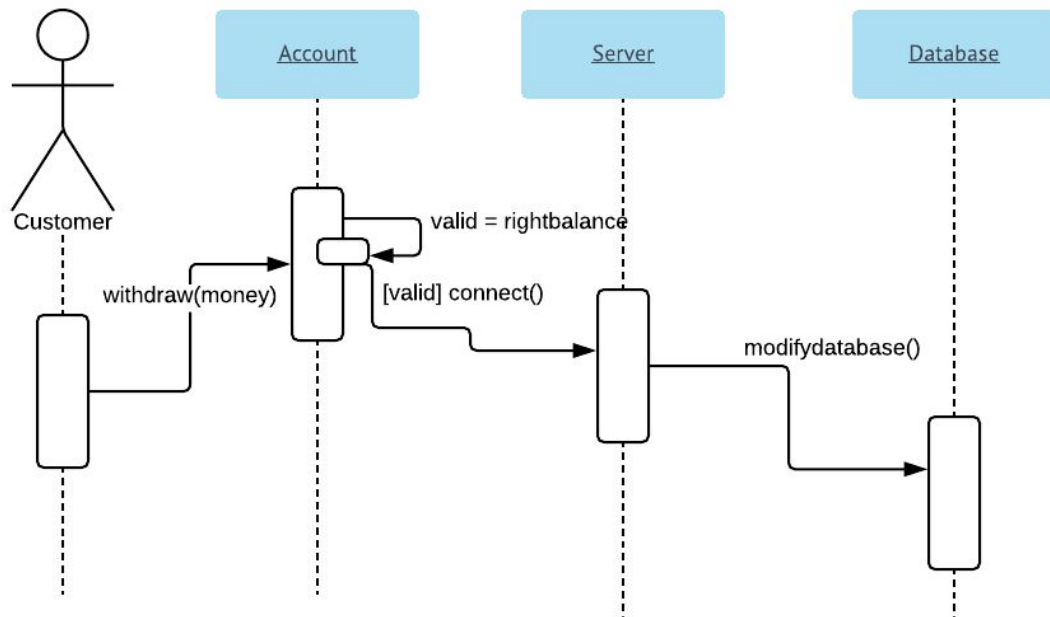 Account
Server
Database
Customer
valid = rightbalance
withdraw(money)
[valid] connect()
modifydatabase()